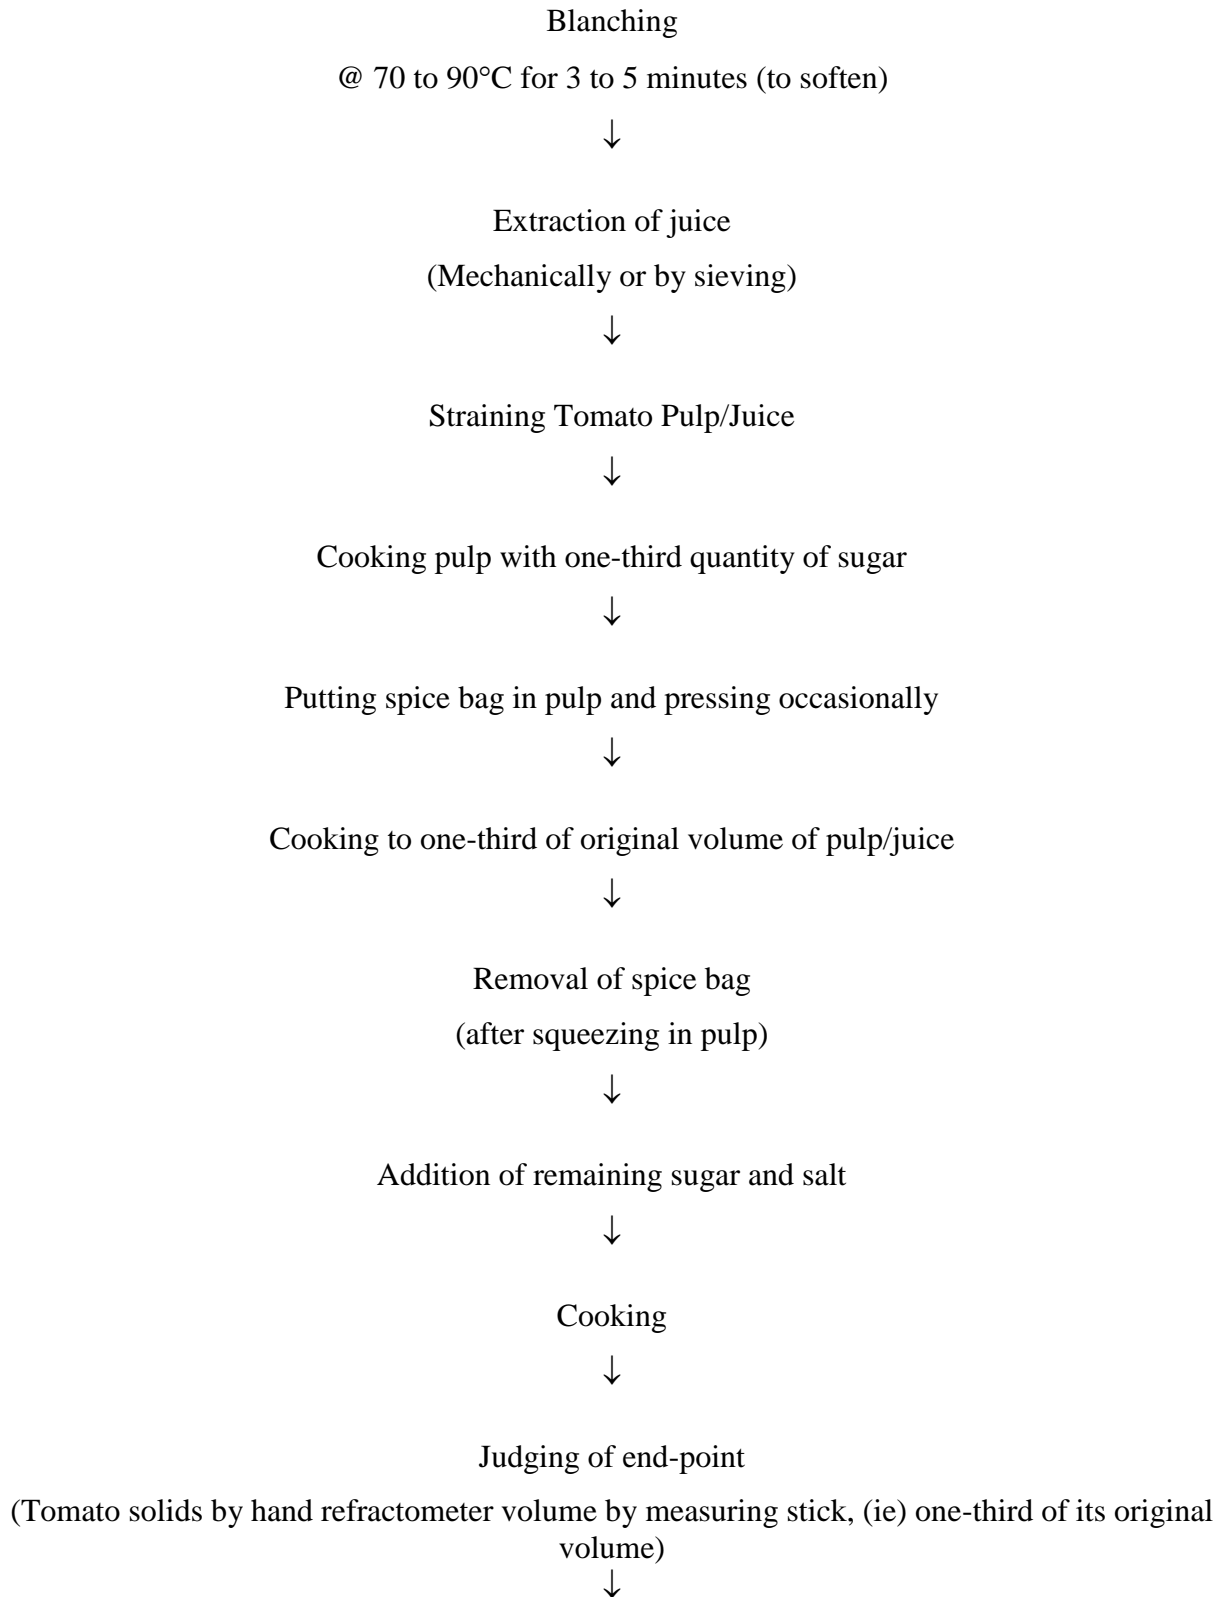 Blanching
@ 70 to 90°C for 3 to 5 minutes (to soften)
↓
Extraction of juice
(Mechanically or by sieving)
↓
Straining Tomato Pulp/Juice
↓
Cooking pulp with one-third quantity of sugar
↓
Putting spice bag in pulp and pressing occasionally
↓
Cooking to one-third of original volume of pulp/juice
↓
Removal of spice bag
(after squeezing in pulp)
↓
Addition of remaining sugar and salt
↓
Cooking
↓
Judging of end-point
(Tomato solids by hand refractometer volume by measuring stick, (ie) one-third of its original
volume)
↓